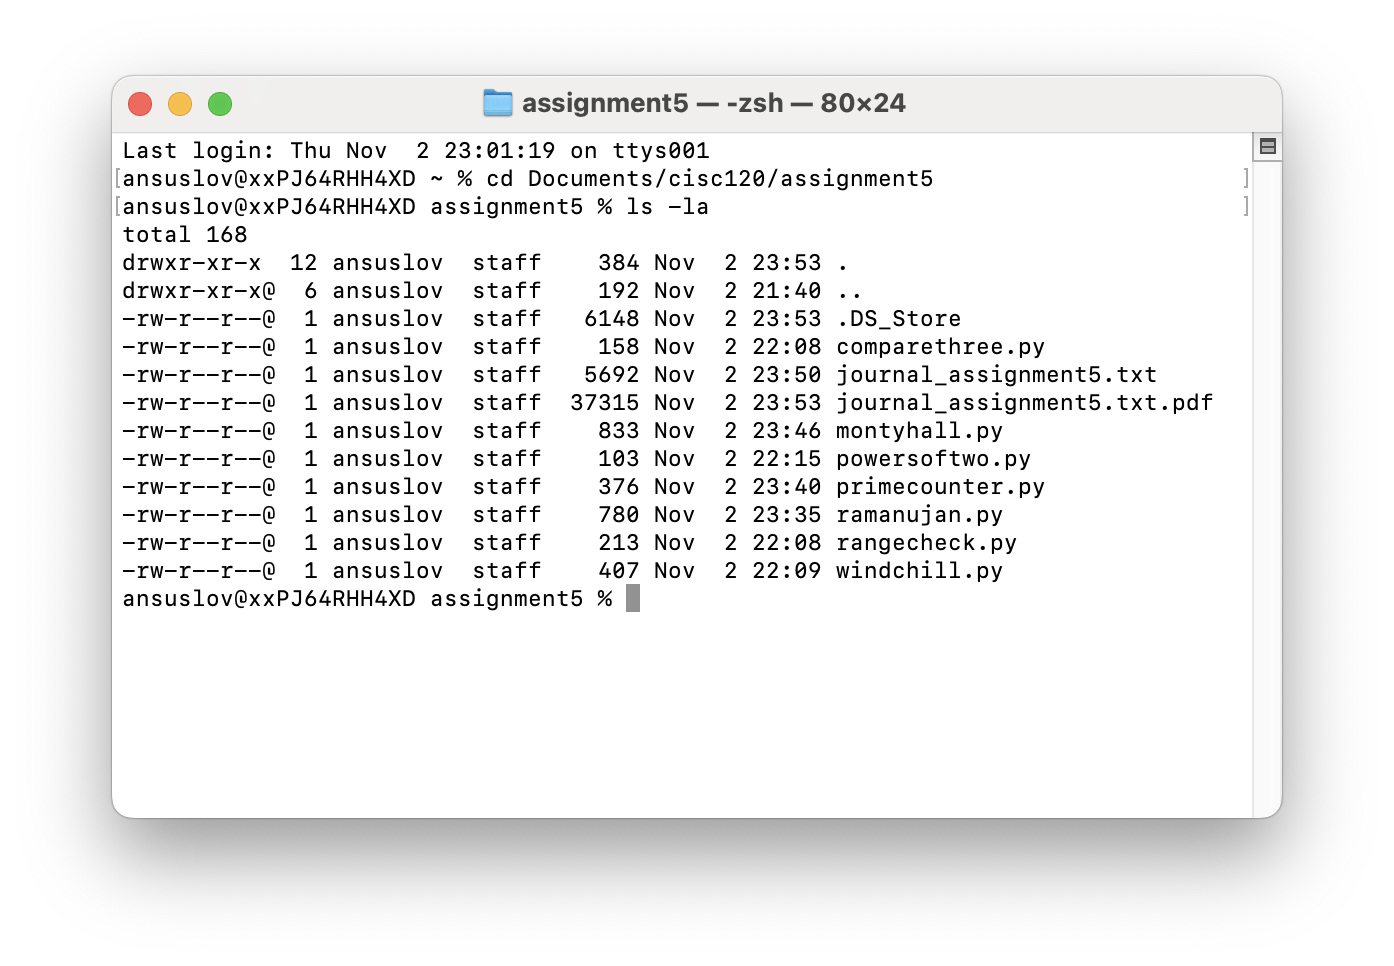 assignment5 — -zsh — 80×24
Last login: Thu Nov  2 23:01:19 on ttys001
[ansuslov@xxPJ64RHH4XD ~ % cd Documents/cisc120/assignment5 ]
[ansuslov@xxPJ64RHH4XD assignment5 % ls -la ]
total 168
drwxr-xr-x  12 ansuslov  staff    384 Nov  2 23:53 .
drwxr-xr-x@  6 ansuslov  staff    192 Nov  2 21:40 ..
-rw-r--r--@  1 ansuslov  staff   6148 Nov  2 23:53 .DS_Store
-rw-r--r--@  1 ansuslov  staff    158 Nov  2 22:08 comparethree.py
-rw-r--r--@  1 ansuslov  staff   5692 Nov  2 23:50 journal_assignment5.txt
-rw-r--r--@  1 ansuslov  staff  37315 Nov  2 23:53 journal_assignment5.txt.pdf
-rw-r--r--@  1 ansuslov  staff    833 Nov  2 23:46 montyhall.py
-rw-r--r--@  1 ansuslov  staff    103 Nov  2 22:15 powersoftwo.py
-rw-r--r--@  1 ansuslov  staff    376 Nov  2 23:40 primecounter.py
-rw-r--r--@  1 ansuslov  staff    780 Nov  2 23:35 ramanujan.py
-rw-r--r--@  1 ansuslov  staff    213 Nov  2 22:08 rangecheck.py
-rw-r--r--@  1 ansuslov  staff    407 Nov  2 22:09 windchill.py
ansuslov@xxPJ64RHH4XD assignment5 %